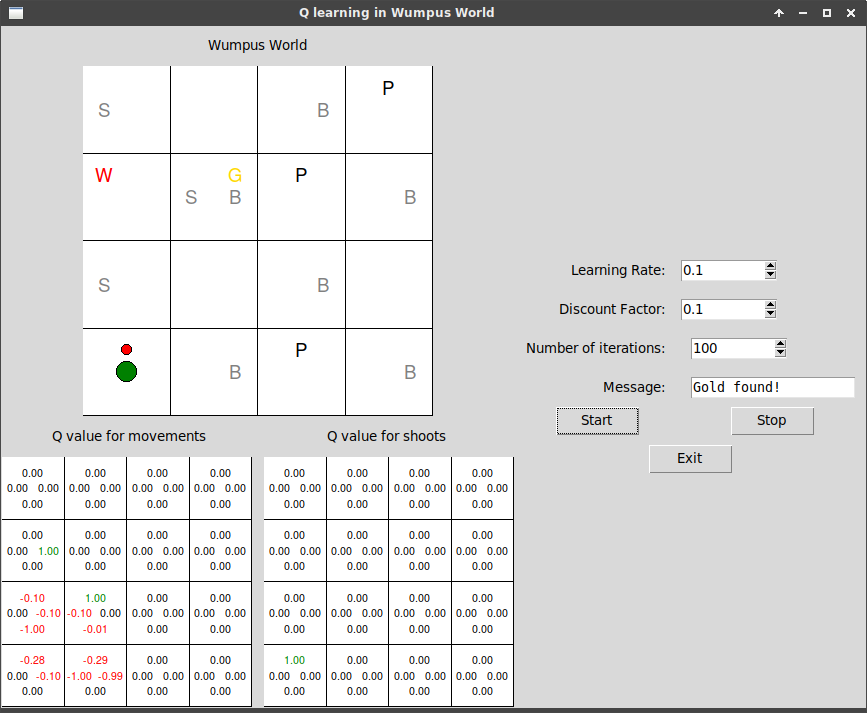 Q learning in Wumpus World
Wumpus World
P
S B
W G P
S B B
S B
P
B B
Learning Rate: 0.1
Discount Factor: 0.1
Number of iterations: 100
Message: Gold found!
Start Stop
Exit
Q value for movements Q value for shoots
0.00 0.00 0.00 0.00 0.00 0.00 0.00 0.00
0.00 0.00 0.00 0.00 0.00 0.00 0.00 0.00 0.00 0.00 0.00 0.00 0.00 0.00 0.00 0.00
0.00 0.00 0.00 0.00 0.00 0.00 0.00 0.00
0.00 0.00 0.00 0.00 0.00 0.00 0.00 0.00
0.00 1.00 0.00 0.00 0.00 0.00 0.00 0.00 0.00 0.00 0.00 0.00 0.00 0.00 0.00 0.00
0.00 0.00 0.00 0.00 0.00 0.00 0.00 0.00
-0.10 1.00 0.00 0.00 0.00 0.00 0.00 0.00
0.00 -0.10 -0.10 0.00 0.00 0.00 0.00 0.00 0.00 0.00 0.00 0.00 0.00 0.00 0.00 0.00
-1.00 -0.01 0.00 0.00 0.00 0.00 0.00 0.00
-0.28 -0.29 0.00 0.00 1.00 0.00 0.00 0.00
0.00 -0.10 -1.00 -0.99 0.00 0.00 0.00 0.00 0.00 0.00 0.00 0.00 0.00 0.00 0.00 0.00
0.00 0.00 0.00 0.00 0.00 0.00 0.00 0.00